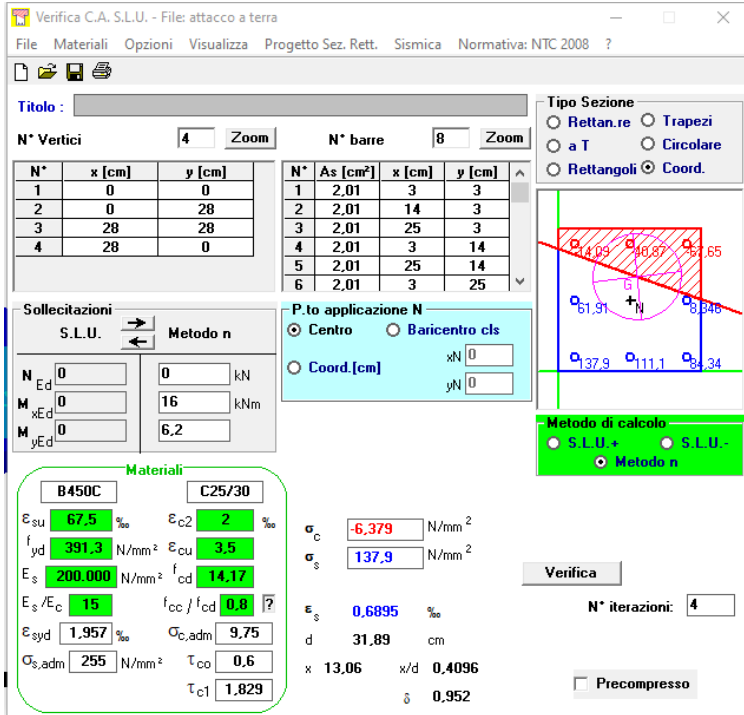 Verifica C.A. S.L.U. - File: attacco a terra
File Materiali Opzioni Visualizza Progetto Sez. Rett. Sismica Normativa: NTC 2008 ?
Titolo :
N° Vertici 4 Zoom
N° x [cm] y [cm]
1 0 0
2 0 28
3 28 28
4 28 0
N° barre 8 Zoom
N° As [cm²] x [cm] y [cm]
1 2,01 3 3
2 2,01 14 3
3 2,01 25 3
4 2,01 3 14
5 2,01 25 14
6 2,01 3 25
Tipo Sezione
Rettan.re Trapezi
a T Circolare
Rettangoli Coord.
-14,09 -40,87 -67,65
G
61,91 N 8,348
137,9 111,1 84,34
Sollecitazioni
S.L.U. Metodo n
N Ed 0 0 kN
M xEd 0 16 kNm
M yEd 0 6,2
P.to applicazione N
Centro Baricentro cls
Coord.[cm] xN 0
yN 0
Metodo di calcolo
S.L.U.+ S.L.U.-
Metodo n
Materiali
B450C C25/30
εsu 67,5 ‰ εc2 2 ‰
fyd 391,3 N/mm² εcu 3,5
Es 200.000 N/mm² fcd 14,17
Es/Ec 15 fcc / fcd 0,8 ?
εsyd 1,957 ‰ σc,adm 9,75
σs,adm 255 N/mm² τco 0,6
τc1 1,829
σc -6,379 N/mm²
σs 137,9 N/mm²
εs 0,6895 ‰
d 31,89 cm
x 13,06 x/d 0,4096
δ 0,952
Verifica
N° iterazioni: 4
Precompresso